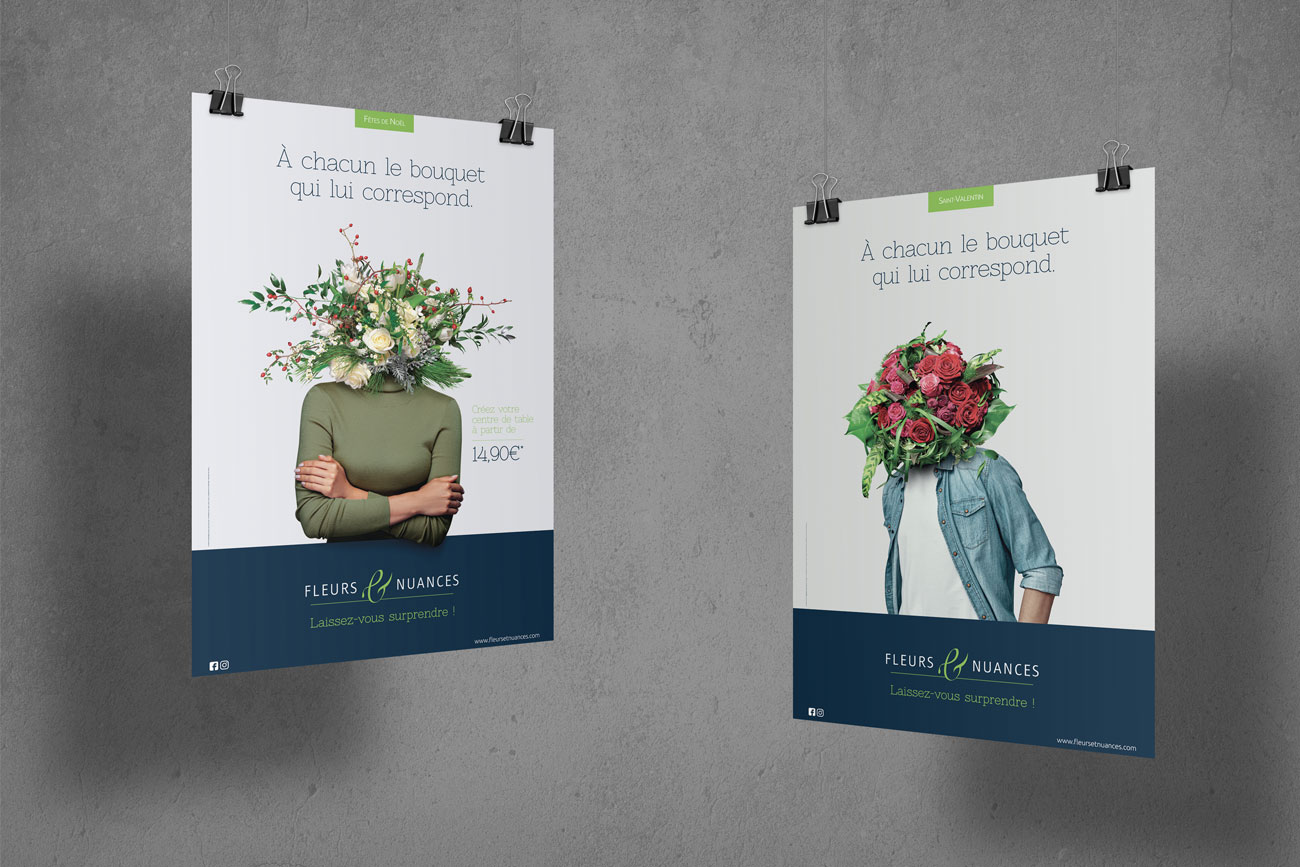 FÊTES DE NOËL
À chacun le bouquet
qui lui correspond.
Créez votre
centre de table
à partir de
14,90€*
FLEURS & NUANCES
Laissez-vous surprendre !
www.fleursetnuances.com
SAINT-VALENTIN
À chacun le bouquet
qui lui correspond.
FLEURS & NUANCES
Laissez-vous surprendre !
www.fleursetnuances.com